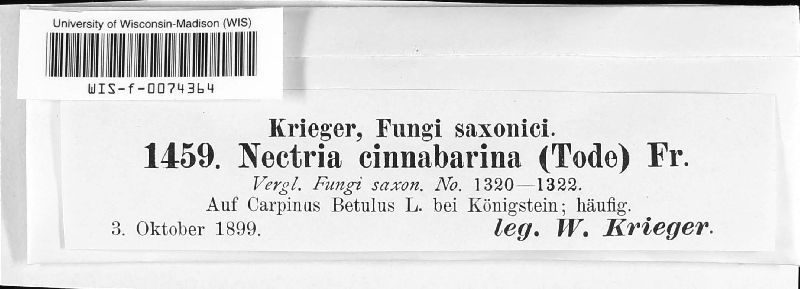 University of Wisconsin-Madison (WIS)
WIS-f-0074364
Krieger, Fungi saxonici.
1459. Nectria cinnabarina (Tode) Fr.
Vergl. Fungi saxon. No. 1320—1322.
Auf Carpinus Betulus L. bei Königstein; häufig.
3. Oktober 1899. leg. W. Krieger.